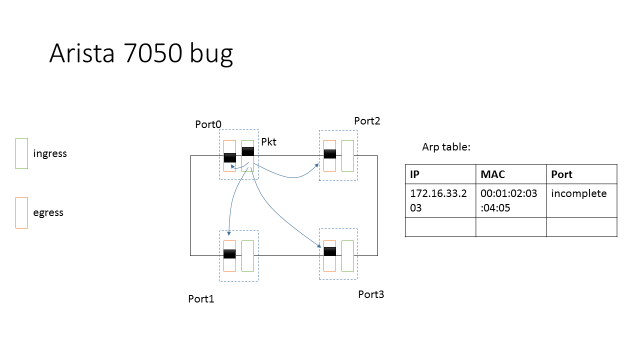 Arista 7050 bug
Port0
Port2
Pkt
ingress
egress
Port1
Port3
Arp table:
IP MAC Port
172.16.33.2 00:01:02:03 incomplete
03 :04:05